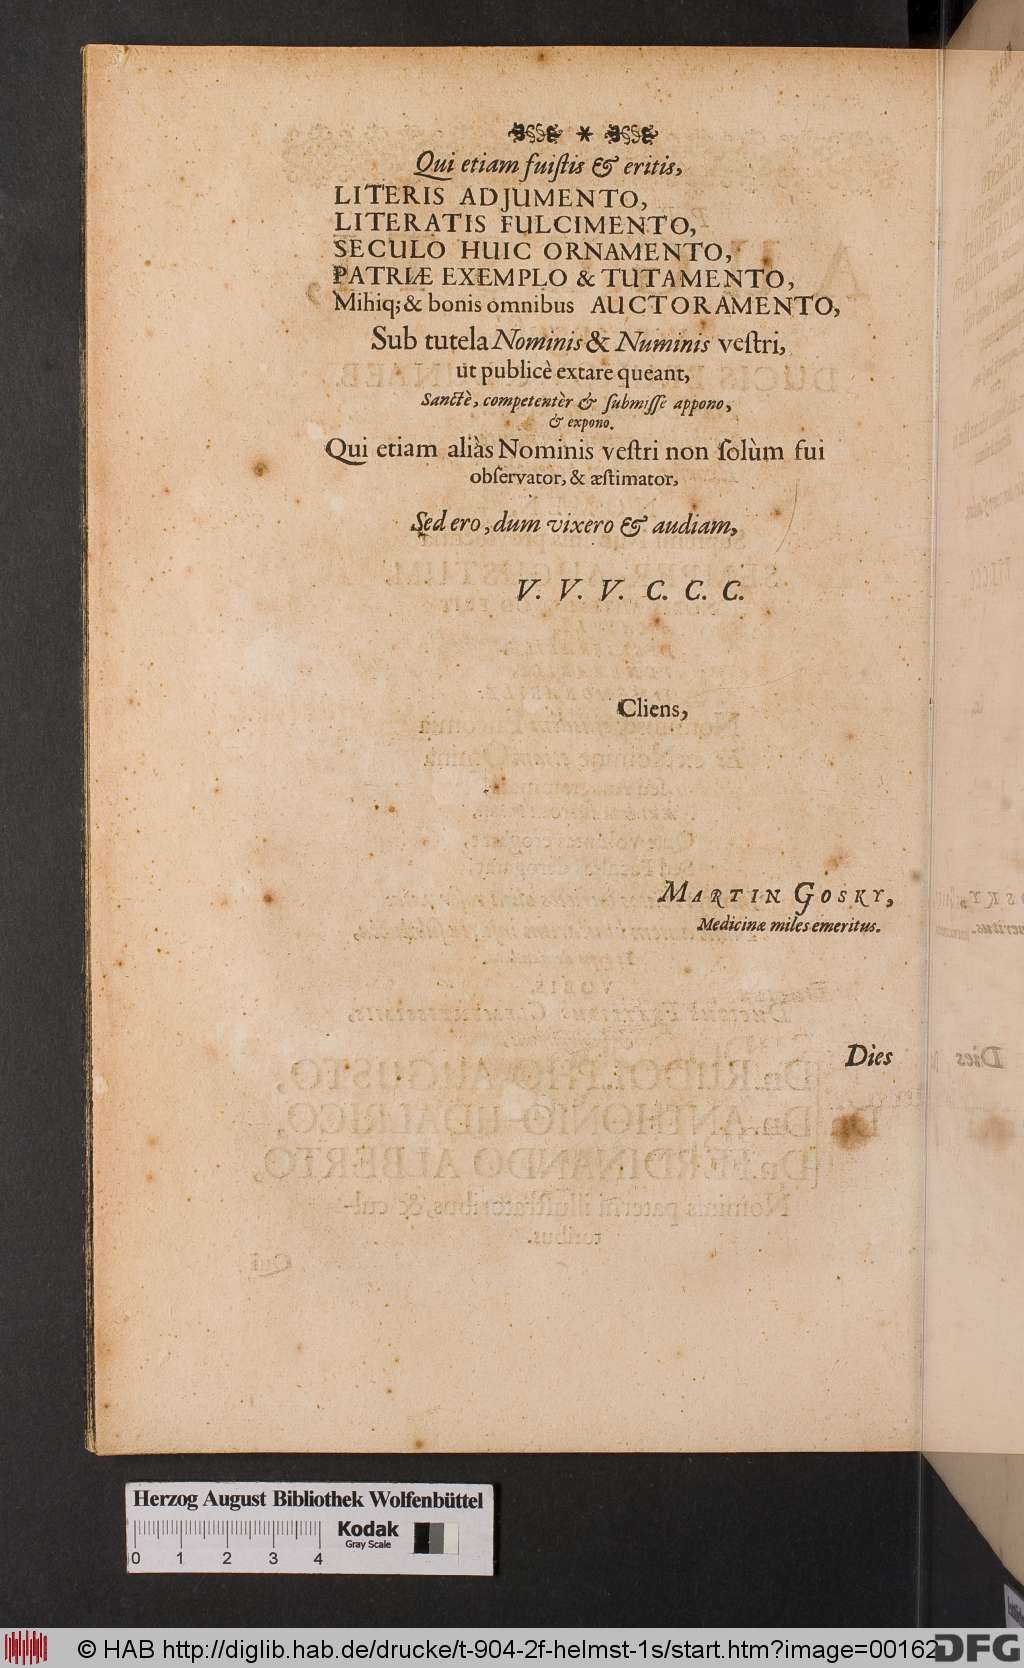 Qui etiam fuiſtis & eritis,
LITERIS ADJUMENTO,
LITERATIS FULCIMENTO,
SECULO HUIC ORNAMENTO,
PATRIÆ EXEMPLO & TUTAMENTO,
Mihiq; & bonis omnibus AUCTORAMENTO,
Sub tutela Nominis & Numinis veſtri,
ut publicè extare queant,
Sanctè, competentèr & ſubmiſſè appono,
& expono.
Qui etiam aliàs Nominis veſtri non ſolùm fui
obſervator, & æſtimator,
Sed ero, dum vixero & audiam,
V. V. V. C. C. C.
Cliens,
MARTIN GOSKY,
Medicinæ miles emeritus.
Dies
Herzog August Bibliothek Wolfenbüttel
Kodak
Gray Scale
0 1 2 3 4
© HAB http://diglib.hab.de/drucke/t-904-2f-helmst-1s/start.htm?image=00162
DFG